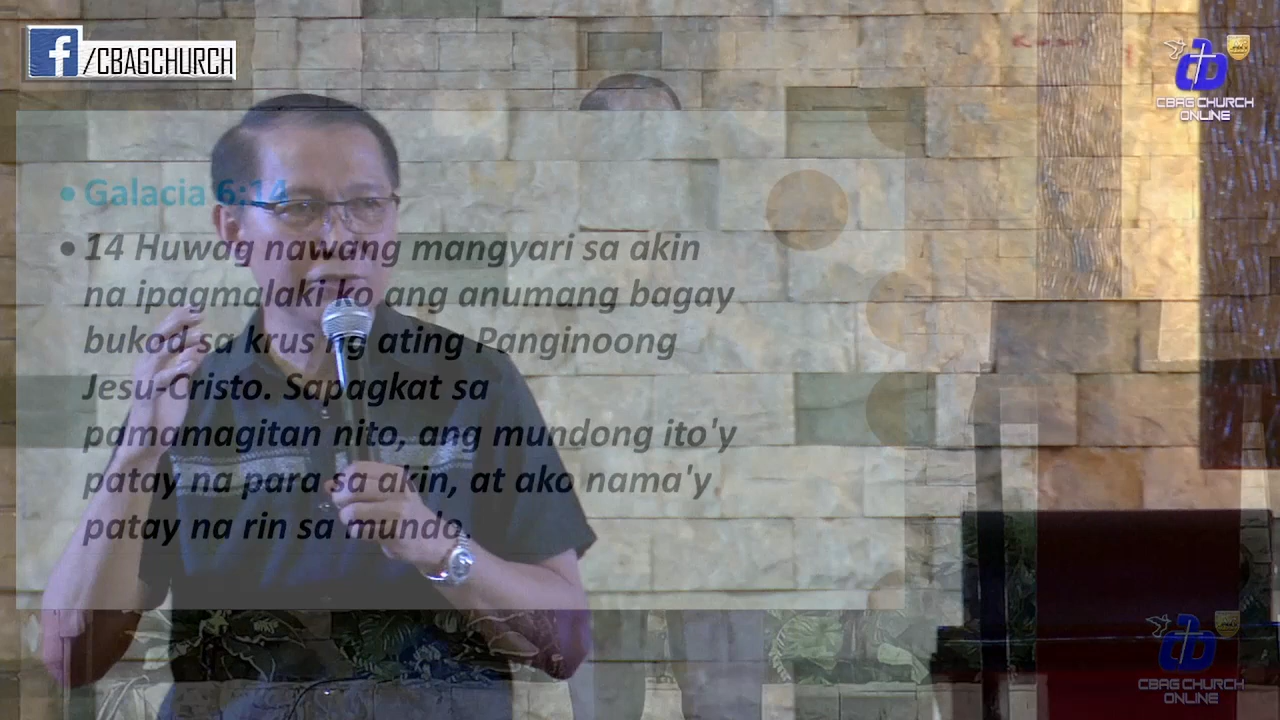 f /CBAGCHURCH
CBAG CHURCH
ONLINE
• Galacia 6:14
• 14 Huwag nawang mangyari sa akin
na ipagmalaki ko ang anumang bagay
bukod sa krus ng ating Panginoong
Jesu-Cristo. Sapagkat sa
pamamagitan nito, ang mundong ito'y
patay na para sa akin, at ako nama'y
patay na rin sa mundo.
CBAG CHURCH
ONLINE